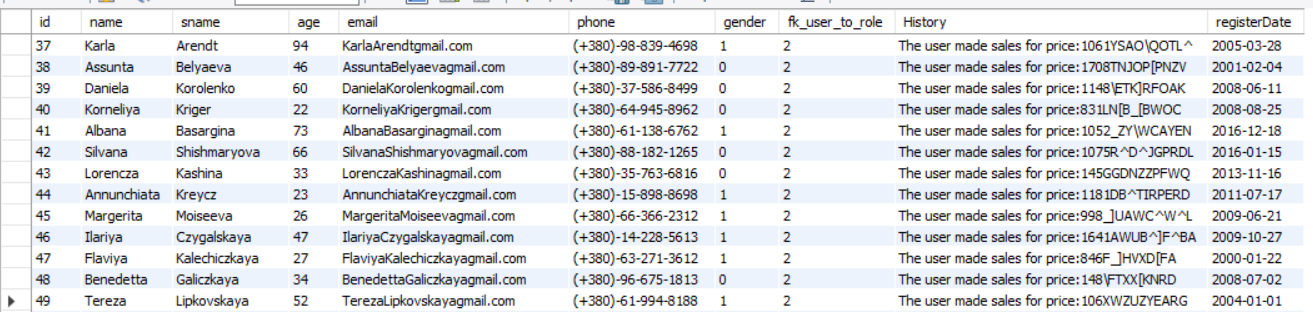 id name sname age email phone gender fk_user_to_role History registerDate
37 Karla Arendt 94 KarlaArendtgmail.com (+380)-98-839-4698 1 2 The user made sales for price:1061YSAO\QOTL^ 2005-03-28
38 Assunta Belyaeva 46 AssuntaBelyaevagmail.com (+380)-89-891-7722 0 2 The user made sales for price:1708TNJOP[PNZV 2001-02-04
39 Daniela Korolenko 60 DanielaKorolenkogmail.com (+380)-37-586-8499 0 2 The user made sales for price:1148\ETK]RFOAK 2008-06-11
40 Korneliya Kriger 22 KorneliyaKrigergmail.com (+380)-64-945-8962 0 2 The user made sales for price:831LN[B_[BWOC 2008-08-25
41 Albana Basargina 73 AlbanaBasarginagmail.com (+380)-61-138-6762 1 2 The user made sales for price:1052_ZY\WCAYEN 2016-12-18
42 Silvana Shishmaryova 66 SilvanaShishmaryovagmail.com (+380)-88-182-1265 0 2 The user made sales for price:1075R^D^JGPRDL 2016-01-15
43 Lorencza Kashina 33 LorenczaKashinagmail.com (+380)-35-763-6816 0 2 The user made sales for price:145GGDNZZPFWQ 2013-11-16
44 Annunchiata Kreycz 23 AnnunchiataKreyczgmail.com (+380)-15-898-8698 1 2 The user made sales for price:1181DB^TIRPERD 2011-07-17
45 Margerita Moiseeva 26 MargeritaMoiseevagmail.com (+380)-66-366-2312 1 2 The user made sales for price:998_]UAWC^W^L 2009-06-21
46 Ilariya Czygalskaya 47 IlariyaCzygalskayagmail.com (+380)-14-228-5613 1 2 The user made sales for price:1641AWUB^]F^BA 2009-10-27
47 Flaviya Kalechiczkaya 27 FlaviyaKalechiczkayagmail.com (+380)-63-271-3612 1 2 The user made sales for price:846F_]HVXD[FA 2000-01-22
48 Benedetta Galiczkaya 34 BenedettaGaliczkayagmail.com (+380)-96-675-1813 0 2 The user made sales for price:148\FTXX[KNRD 2008-07-02
49 Tereza Lipkovskaya 52 TerezaLipkovskayagmail.com (+380)-61-994-8188 1 2 The user made sales for price:106XWZUZYEARG 2004-01-01